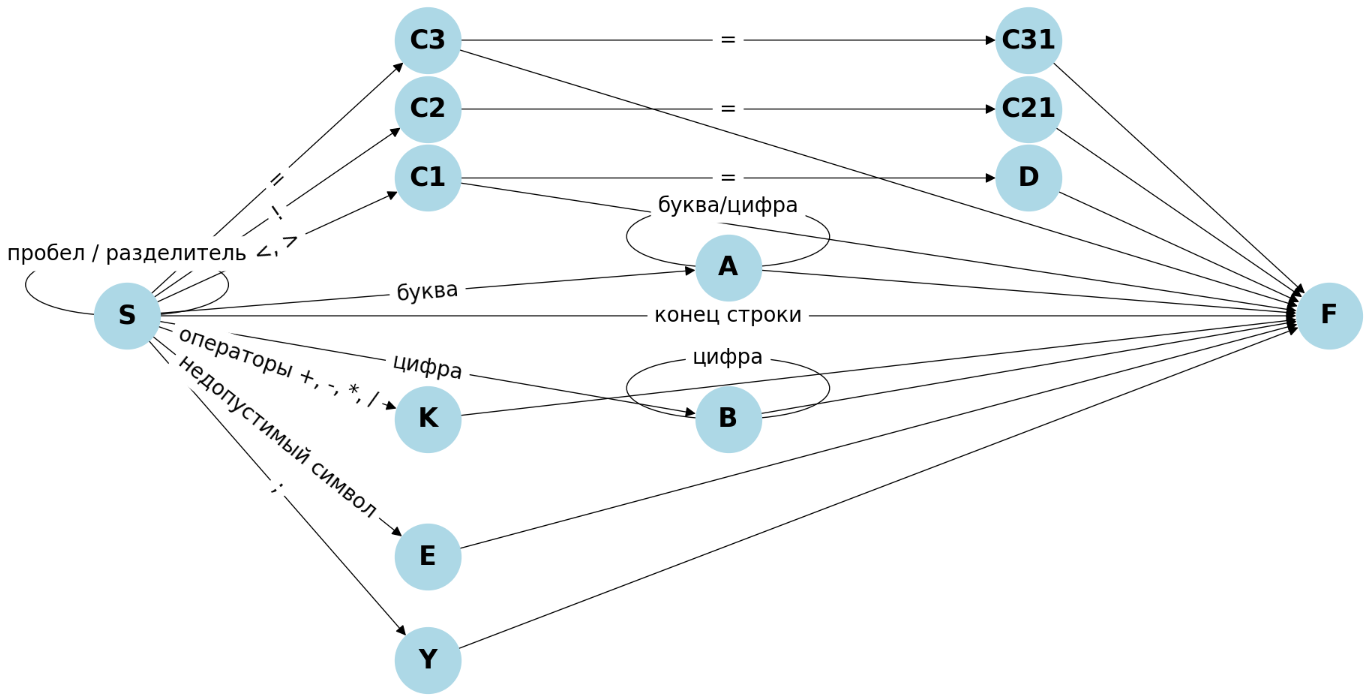 C3
=
C31
C2
=
C21
=
C1
=
D
!
буква/цифра
<, >
пробел / разделитель
A
буква
S
конец строки
F
операторы +, -, *, /
цифра
цифра
недопустимый символ
K
B
;
E
Y